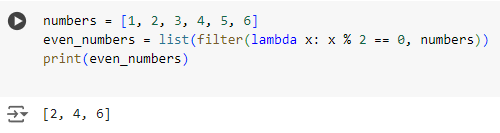 numbers = [1, 2, 3, 4, 5, 6]
even_numbers = list(filter(lambda x: x % 2 == 0, numbers))
print(even_numbers)
[2, 4, 6]